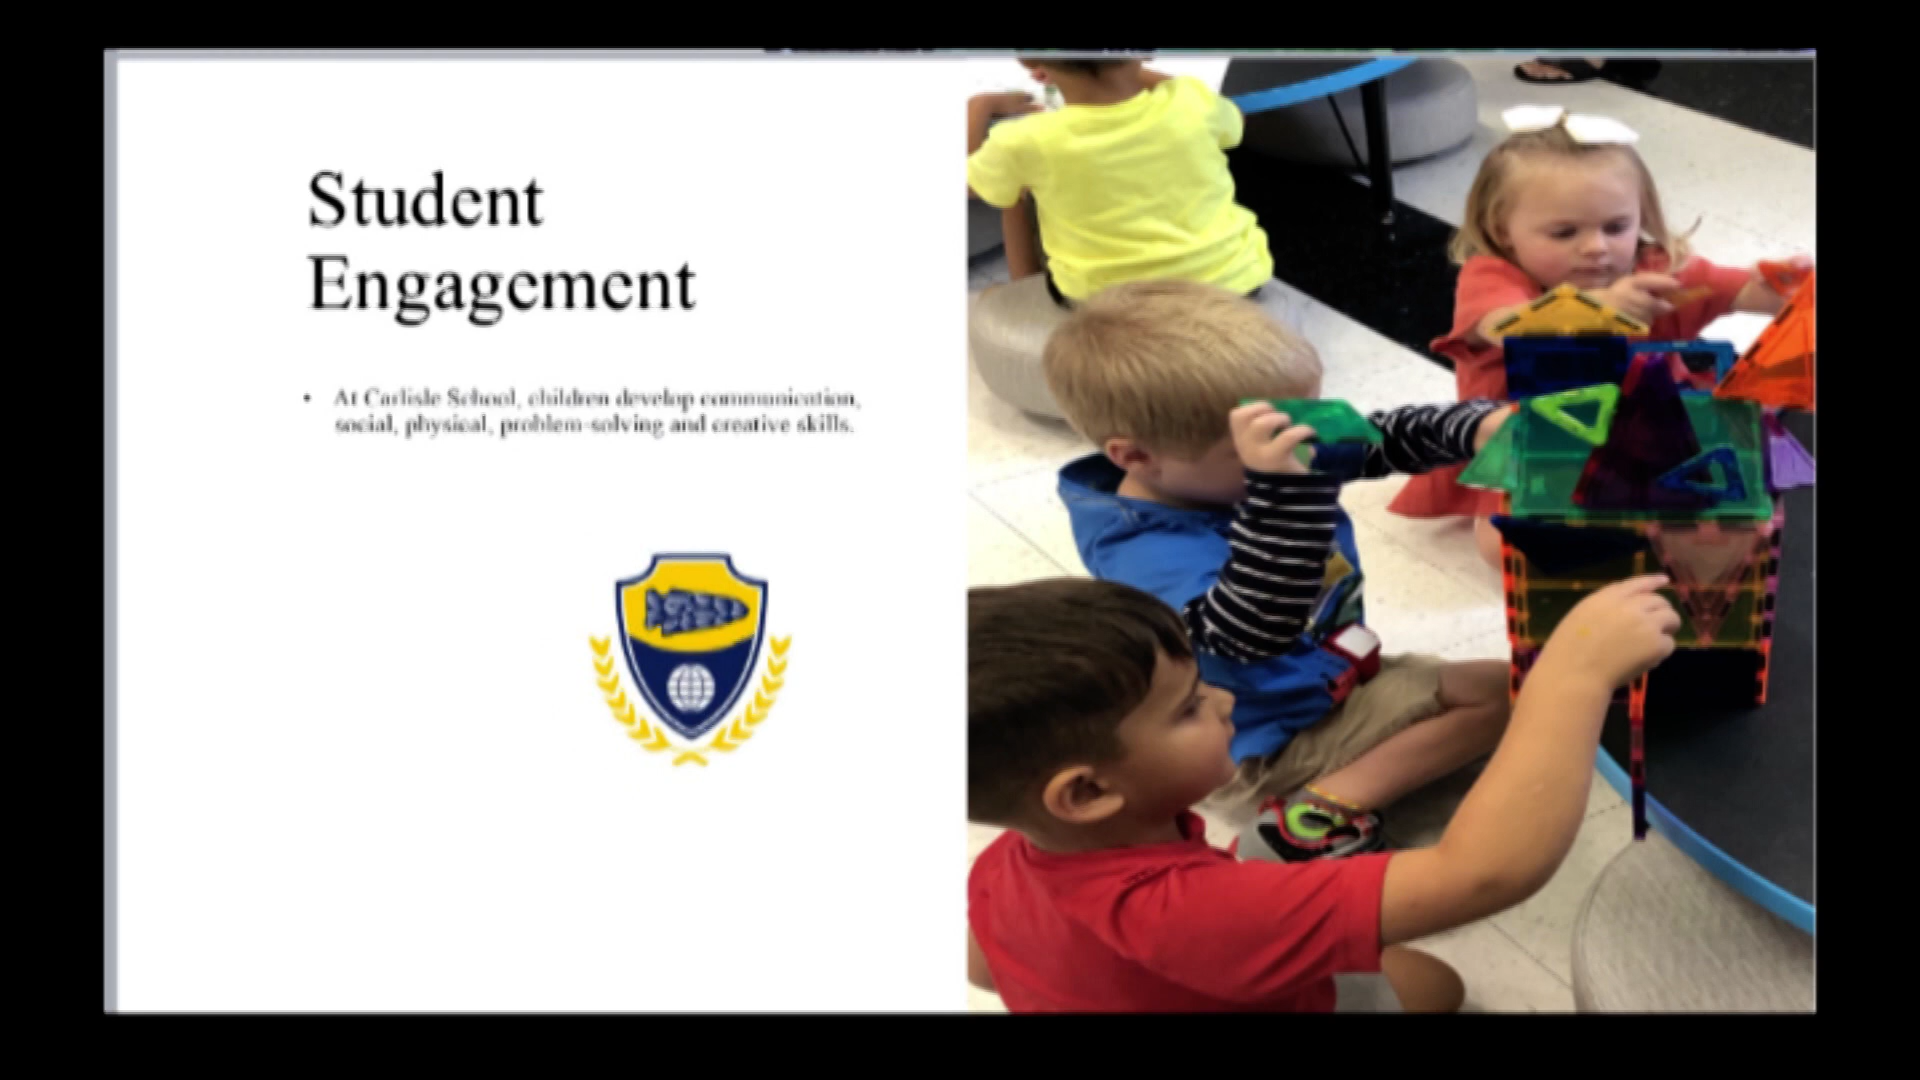 Student
Engagement
• At Carlisle School, children develop communication,
social, physical, problem-solving and creative skills.